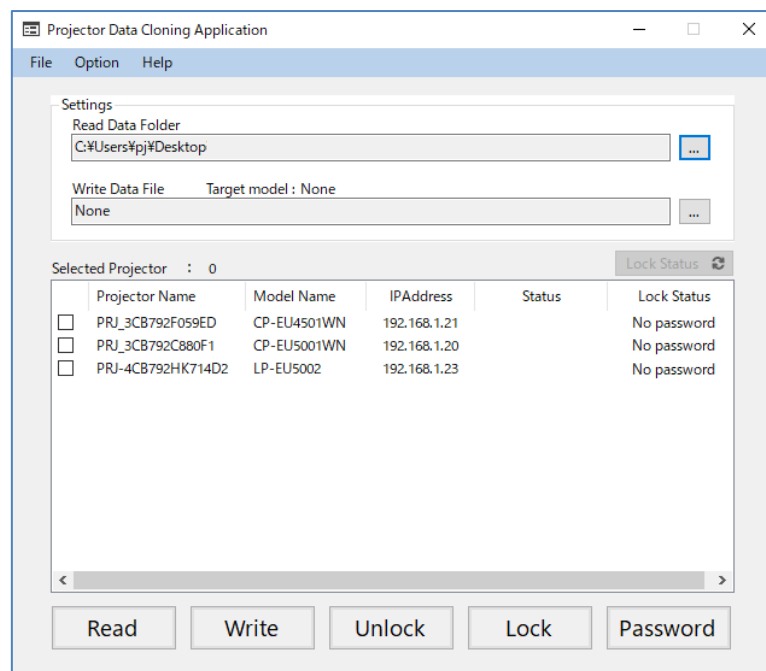 Projector Data Cloning Application
File Option Help
Settings
Read Data Folder
C:¥Users¥pj¥Desktop
...
Write Data File Target model : None
None
...
Selected Projector : 0
Lock Status
Projector Name Model Name IPAddress Status Lock Status
PRJ_3CB792F059ED CP-EU4501WN 192.168.1.21 No password
PRJ_3CB792C880F1 CP-EU5001WN 192.168.1.20 No password
PRJ-4CB792HK714D2 LP-EU5002 192.168.1.23 No password
Read Write Unlock Lock Password